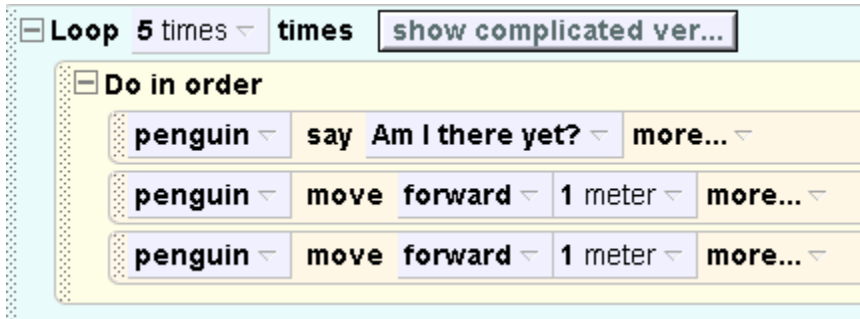 Loop 5 times times show complicated ver...
Do in order
penguin say Am I there yet? more...
penguin move forward 1 meter more...
penguin move forward 1 meter more...